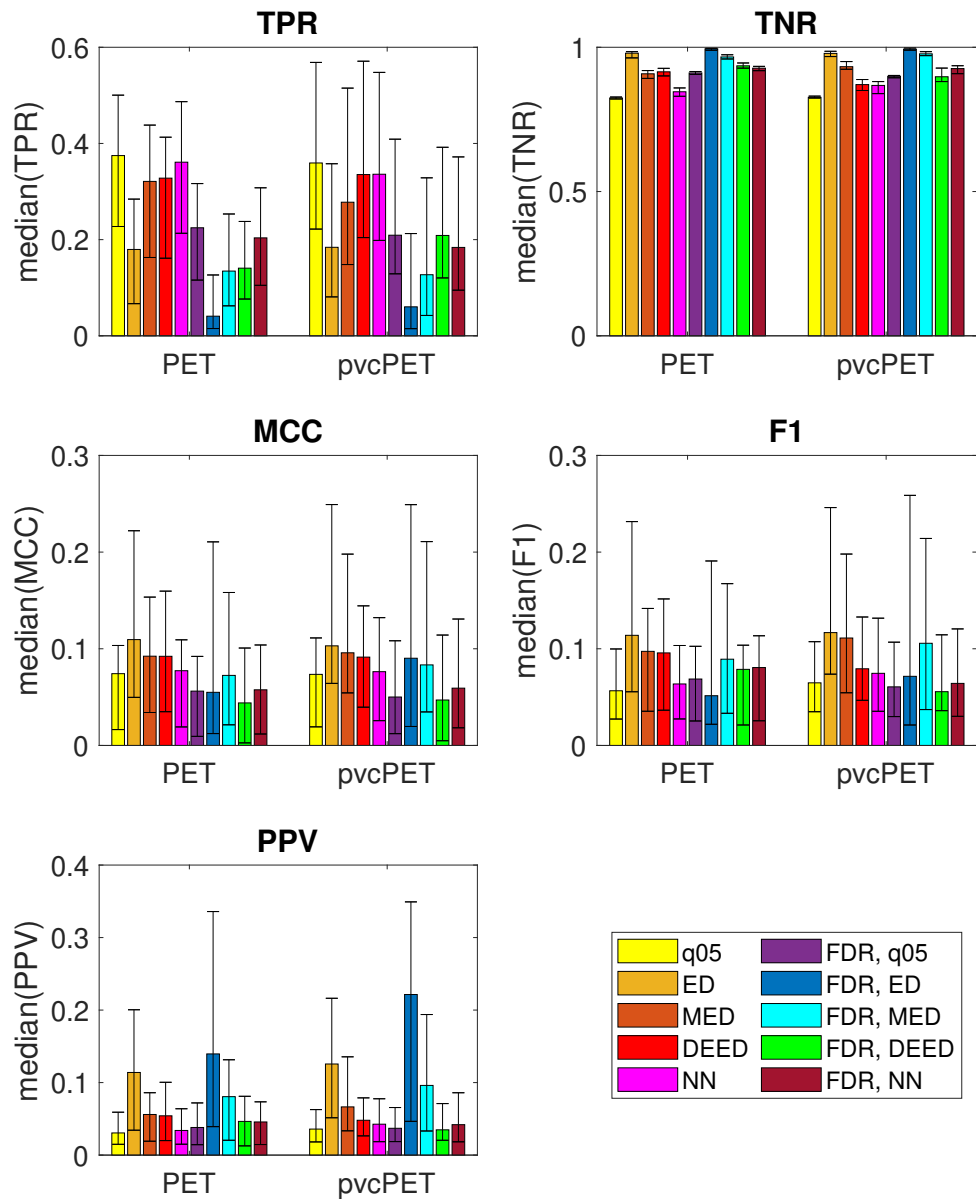 TPR
0.6
0.4
0.2
0
median(TPR)
PET
pvcPET
TNR
1
0.5
0
median(TNR)
PET
pvcPET
MCC
0.3
0.2
0.1
0
median(MCC)
PET
pvcPET
F1
0.3
0.2
0.1
0
median(F1)
PET
pvcPET
PPV
0.4
0.3
0.2
0.1
0
median(PPV)
PET
pvcPET
q05
ED
MED
DEED
NN
FDR, q05
FDR, ED
FDR, MED
FDR, DEED
FDR, NN